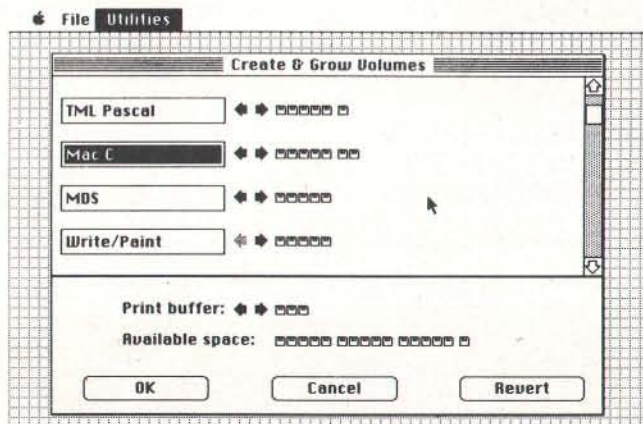 File Utilities
Create & Grow Volumes
TML Pascal
Mac C
MDS
Write/Paint
Print buffer:
Available space:
OK Cancel Revert